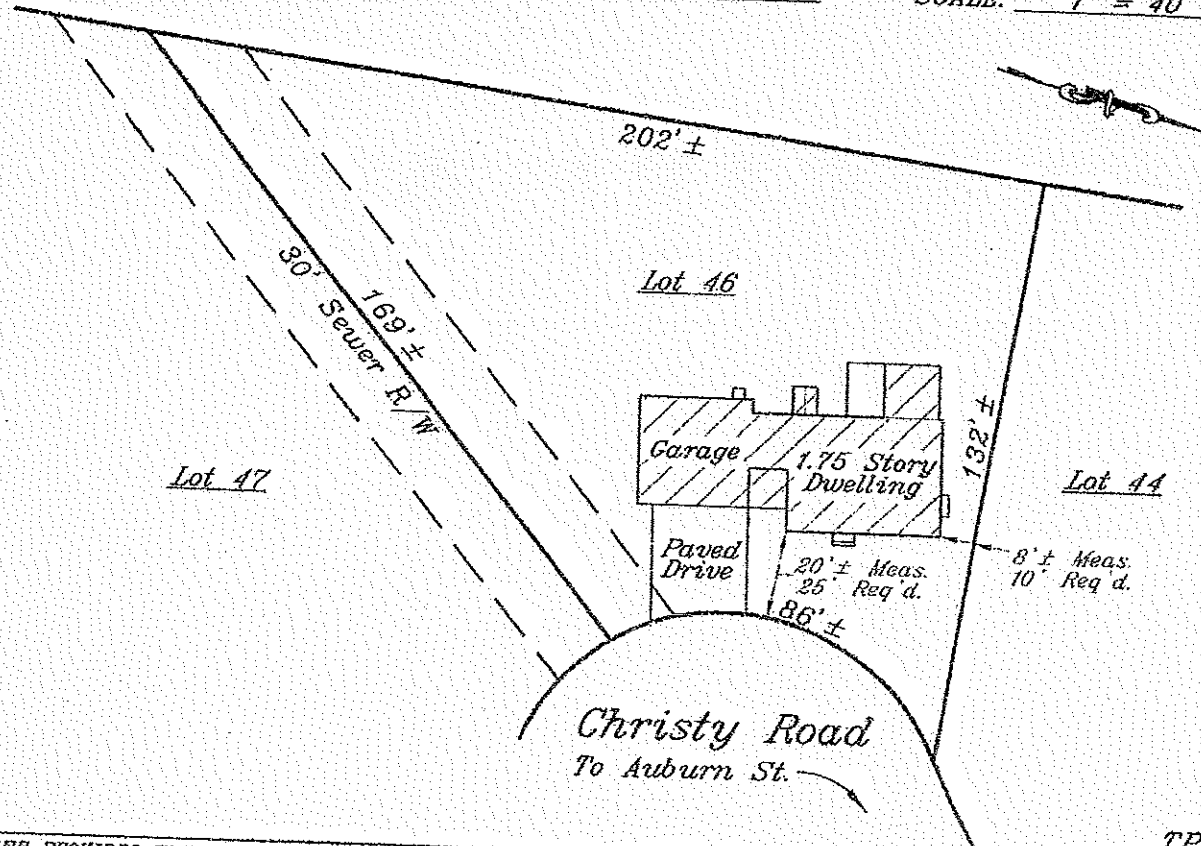 SCALE: 1" = 40'
202' ±
Lot 46
30' Sewer R/W
169' ±
Lot 47
Garage
1.75 Story
Dwelling
132' ±
Lot 44
Paved
Drive
20' ± Meas.
25' Req'd.
8' ± Meas.
10' Req'd.
86' ±
Christy Road
To Auburn St.